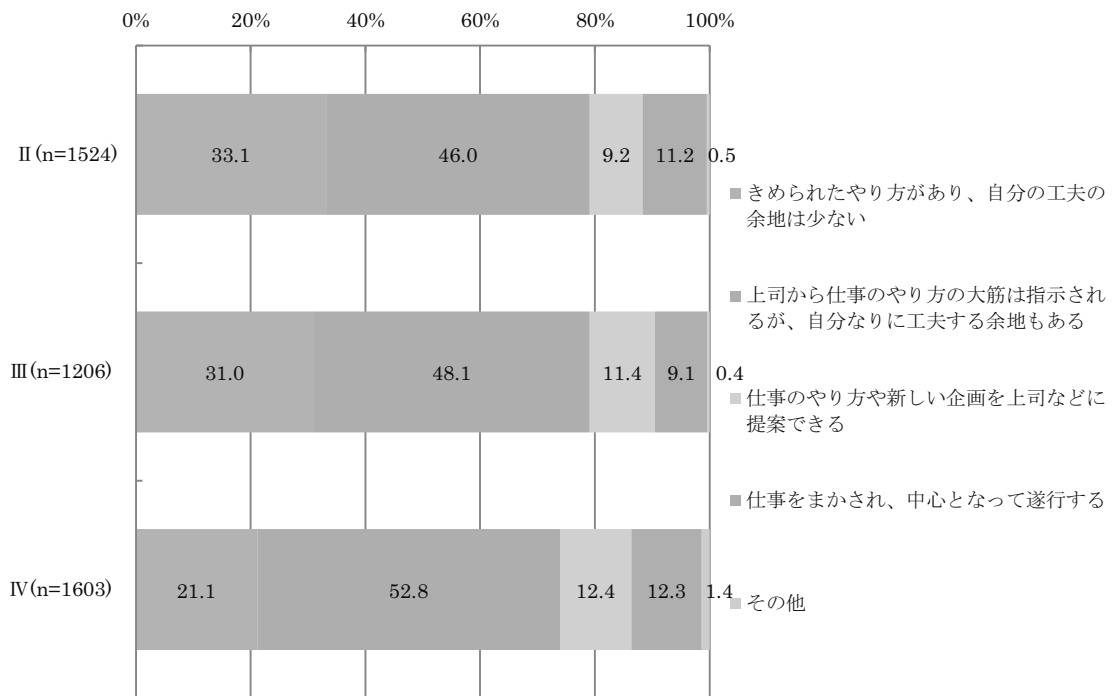 0% 20% 40% 60% 80% 100%
Ⅱ(n=1524) 33.1 46.0 9.2 11.2 0.5
■きめられたやり方があり、自分の工夫の
余地は少ない
■上司から仕事のやり方の大筋は指示され
るが、自分なりに工夫する余地もある
Ⅲ(n=1206) 31.0 48.1 11.4 9.1 0.4
■仕事のやり方や新しい企画を上司などに
提案できる
■仕事をまかされ、中心となって遂行する
Ⅳ(n=1603) 21.1 52.8 12.4 12.3 1.4
■その他